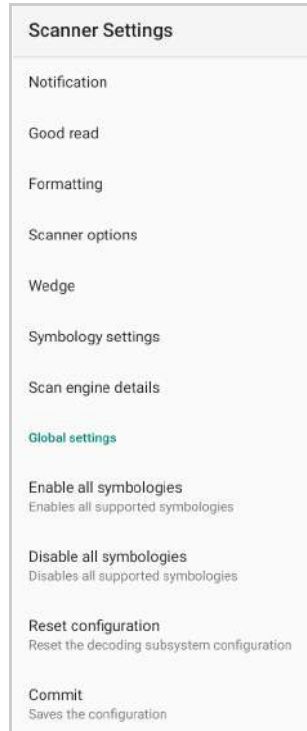 Scanner Settings
Notification
Good read
Formatting
Scanner options
Wedge
Symbology settings
Scan engine details
Global settings
Enable all symbologies
Enables all supported symbologies
Disable all symbologies
Disables all supported symbologies
Reset configuration
Reset the decoding subsystem configuration
Commit
Saves the configuration